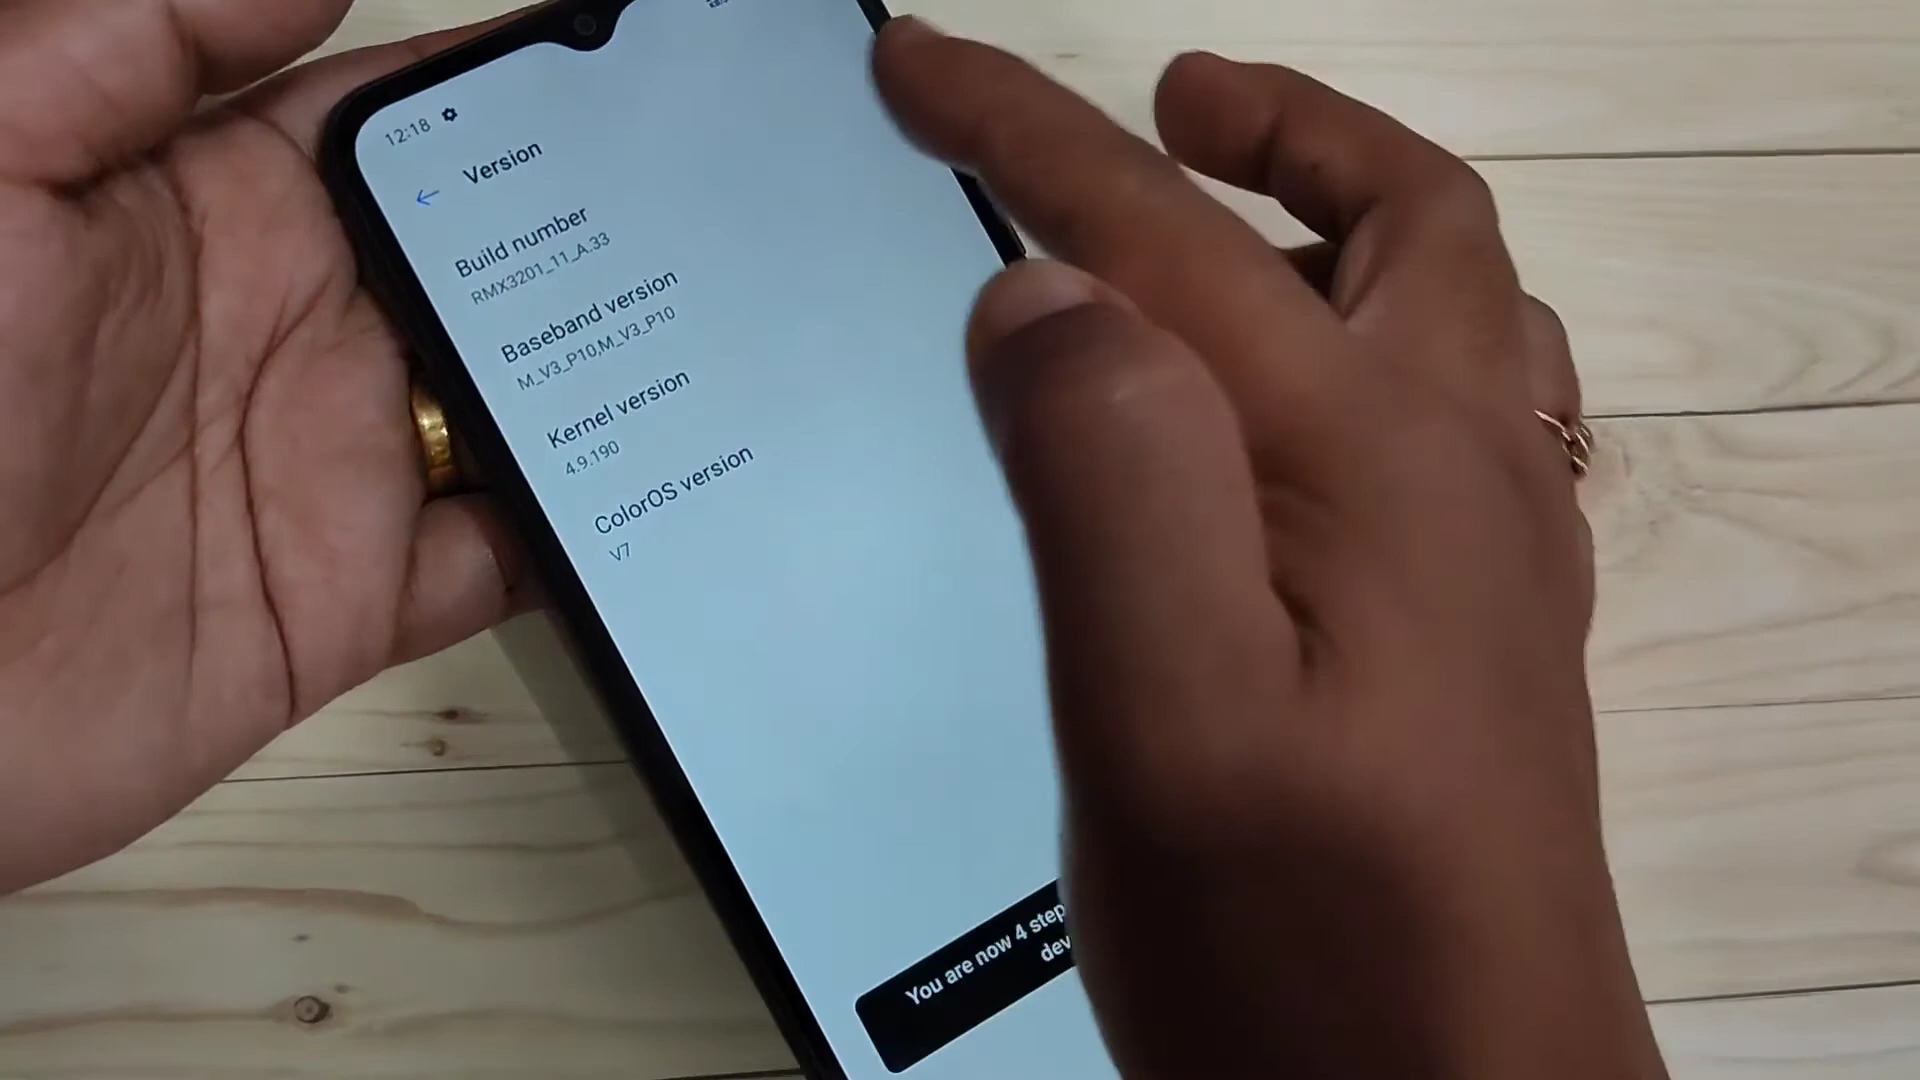 12:18
Version
Build number
RMX3201_11_A.33
Baseband version
M_V3_P10,M_V3_P10
Kernel version
4.9.190
ColorOS version
V7
You are now 4 step
dev